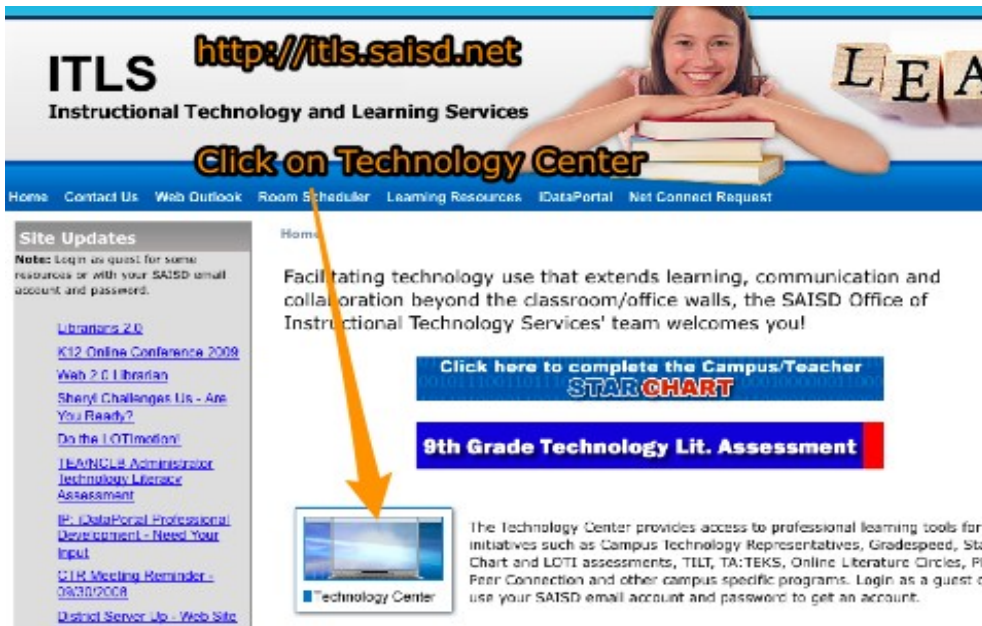 http://itls.saisd.net
ITLS
Instructional Technology and Learning Services
LEA
Click on Technology Center
Home Contact Us Web Outlook Room Scheduler Learning Resources iDataPortal Net Connect Request
Site Updates
Note: Login as guest for some
resources or with your SAISD email
account and password.
Librarians 2.0
K12 Online Conference 2009
Web 2.0 Librarian
Sheryl Challenges Us - Are
You Ready?
Do the LOTImotion!
TEA/NCLB Administrator
Technology Literacy
Assessment
IP: iDataPortal Professional
Development - Need Your
Input
CTR Meeting Reminder -
09/30/2008
District Server Up - Web Site
Home
Facilitating technology use that extends learning, communication and
collaboration beyond the classroom/office walls, the SAISD Office of
Instructional Technology Services' team welcomes you!
Click here to complete the Campus/Teacher
STAR CHART
9th Grade Technology Lit. Assessment
Technology Center
The Technology Center provides access to professional learning tools for
initiatives such as Campus Technology Representatives, Gradespeed, Sta
Chart and LOTI assessments, TILT, TA:TEKS, Online Literature Circles, P
Peer Connection and other campus specific programs. Login as a guest o
use your SAISD email account and password to get an account.